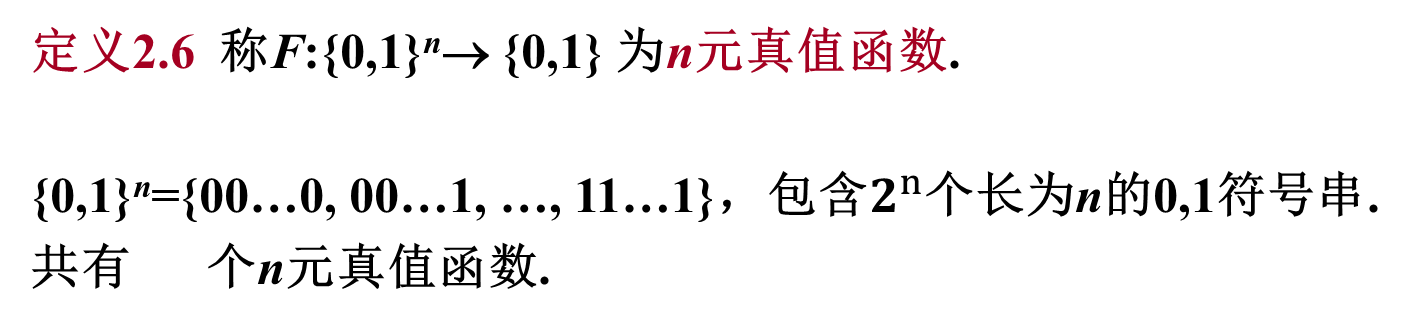 定义2.6 称F:{0,1}ⁿ→ {0,1} 为n元真值函数.
{0,1}ⁿ={00…0, 00…1, …, 11…1}，包含2ⁿ个长为n的0,1符号串.
共有 个n元真值函数.